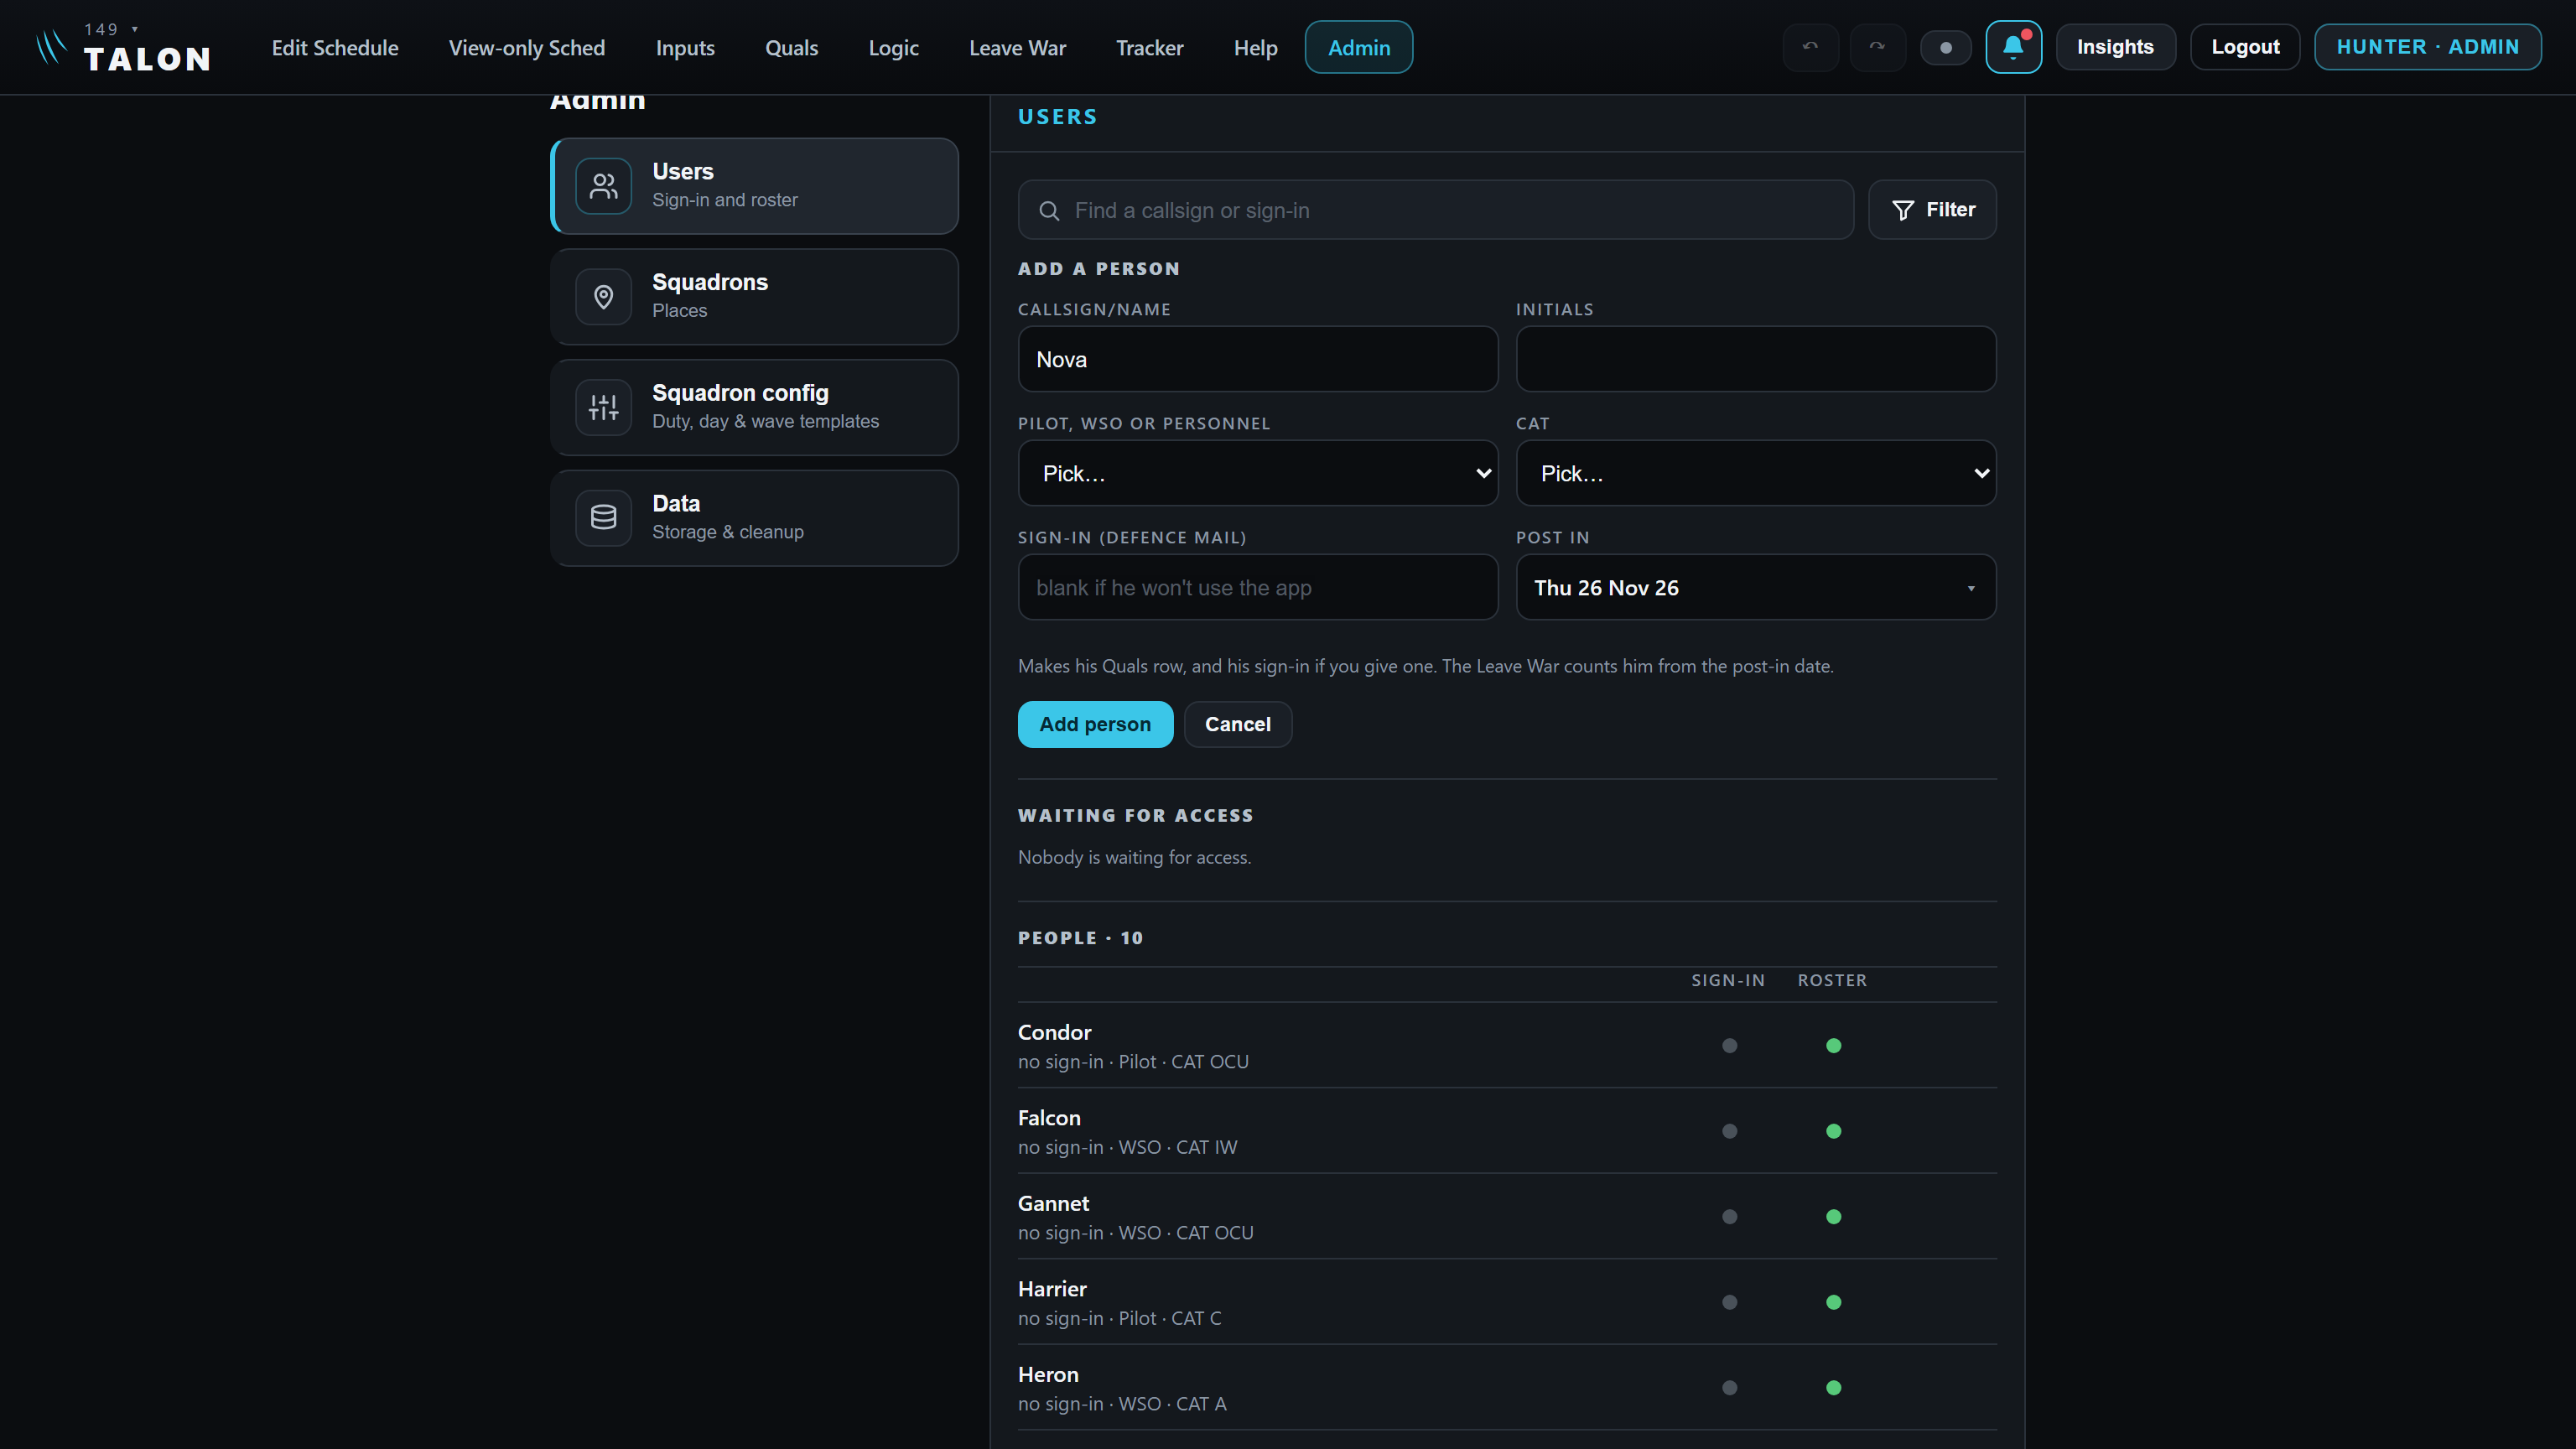 149 ▾
TALON
Edit Schedule
View-only Sched
Inputs
Quals
Logic
Leave War
Tracker
Help
Admin
Insights
Logout
HUNTER · ADMIN
Admin
Users
Sign-in and roster
Squadrons
Places
Squadron config
Duty, day & wave templates
Data
Storage & cleanup
USERS
Find a callsign or sign-in
Filter
ADD A PERSON
CALLSIGN/NAME
INITIALS
Nova
PILOT, WSO OR PERSONNEL
CAT
Pick…
Pick…
SIGN-IN (DEFENCE MAIL)
POST IN
blank if he won't use the app
Thu 26 Nov 26
Makes his Quals row, and his sign-in if you give one. The Leave War counts him from the post-in date.
Add person
Cancel
WAITING FOR ACCESS
Nobody is waiting for access.
PEOPLE · 10
SIGN-IN
ROSTER
Condor
no sign-in · Pilot · CAT OCU
Falcon
no sign-in · WSO · CAT IW
Gannet
no sign-in · WSO · CAT OCU
Harrier
no sign-in · Pilot · CAT C
Heron
no sign-in · WSO · CAT A